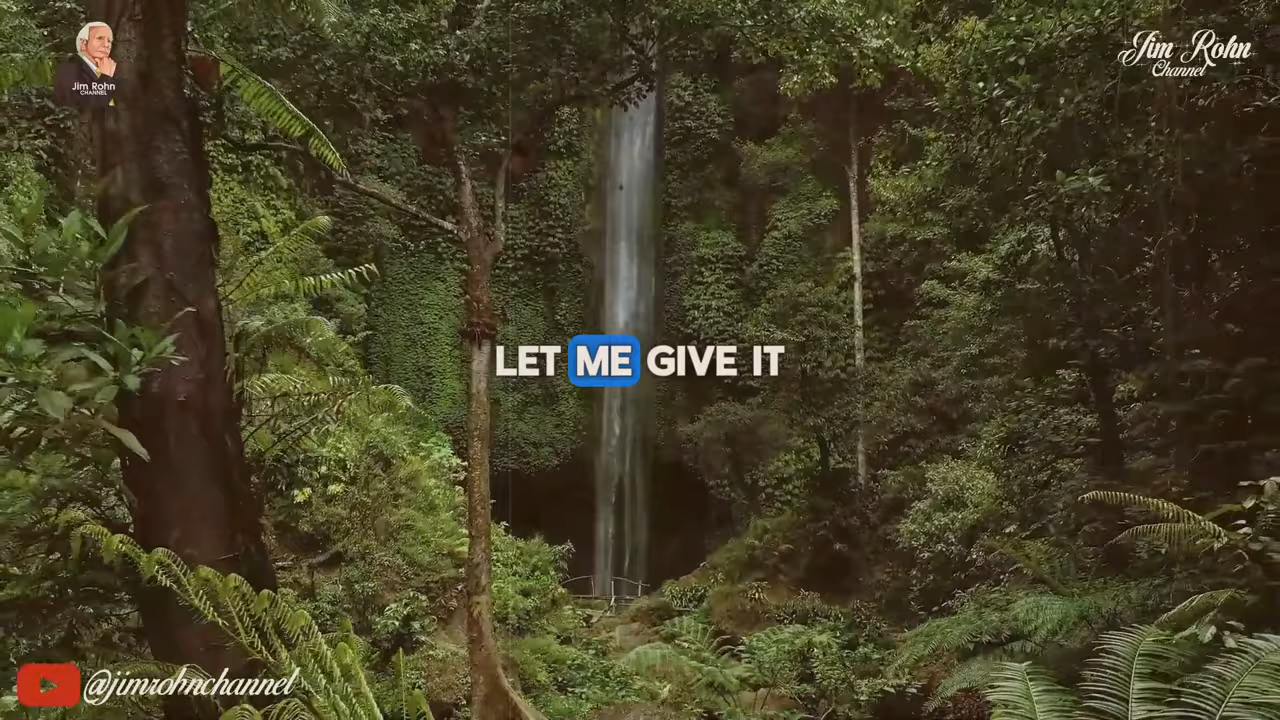 Jim Rohn
CHANNEL
Jim Rohn
Channel
LET ME GIVE IT
@jimrohnchannel